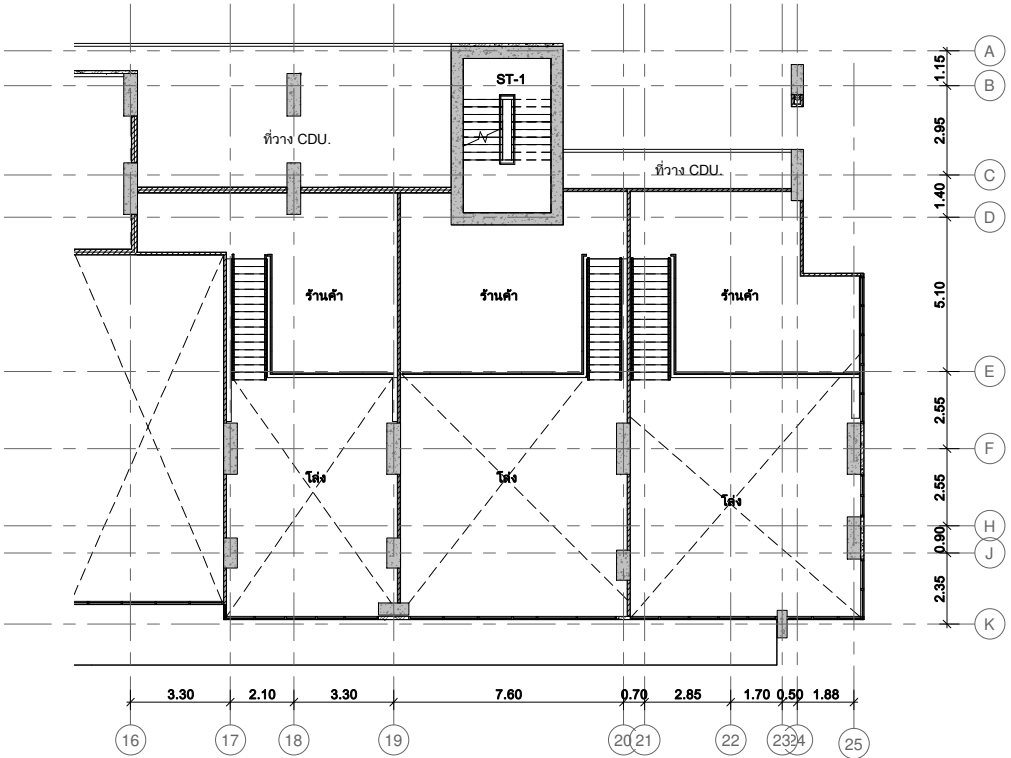 A
1.15
B
ST-1
2.95
ที่วาง CDU.
ที่วาง CDU.
C
1.40
D
ร้านค้า
ร้านค้า
ร้านค้า
5.10
E
2.55
F
โล่ง
โล่ง
โล่ง
2.55
H
0.90
J
2.35
K
3.30 2.10 3.30 7.60 0.70 2.85 1.70 0.50 1.88
16 17 18 19 20 21 22 23 24 25